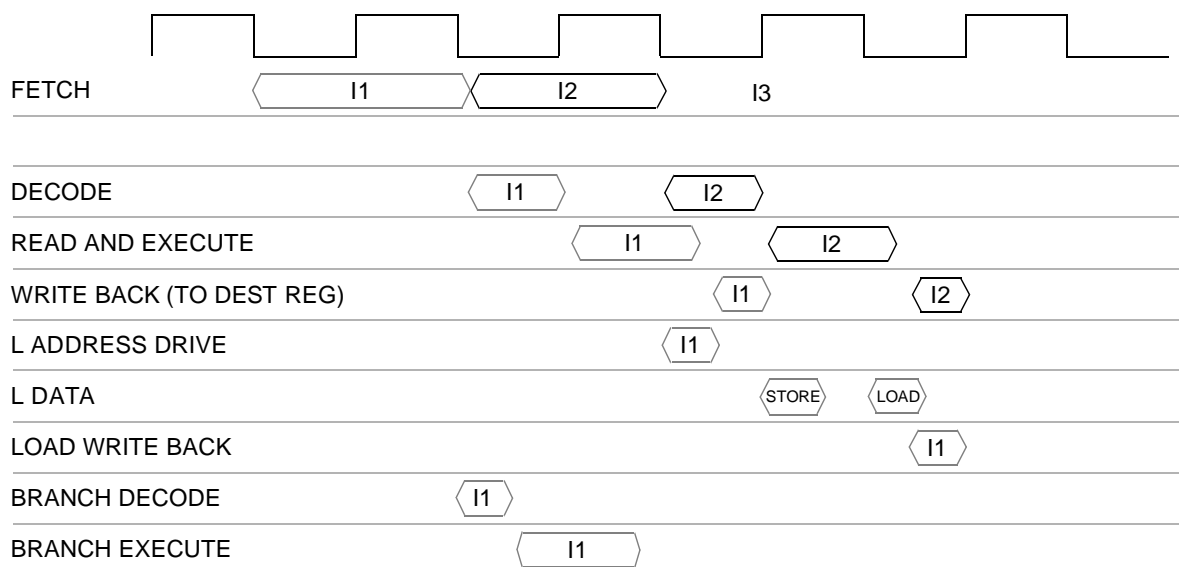 FETCH I1 I2 I3
DECODE I1 I2
READ AND EXECUTE I1 I2
WRITE BACK (TO DEST REG) I1 I2
L ADDRESS DRIVE I1
L DATA STORE LOAD
LOAD WRITE BACK I1
BRANCH DECODE I1
BRANCH EXECUTE I1